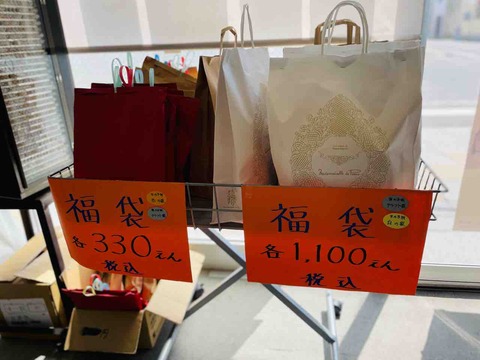 福袋
各330えん
税込
福袋
各1,100えん
税込